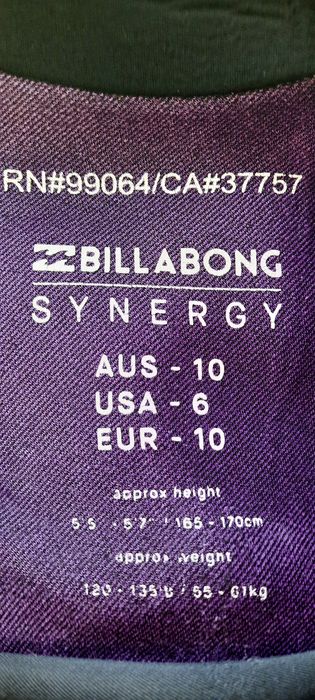 RN#99064/CA#37757
BILLABONG
SYNERGY
AUS - 10
USA - 6
EUR - 10
approx height
5'5 - 5'7" / 165 - 170cm
approx weight
120 - 135lb / 55 - 61kg